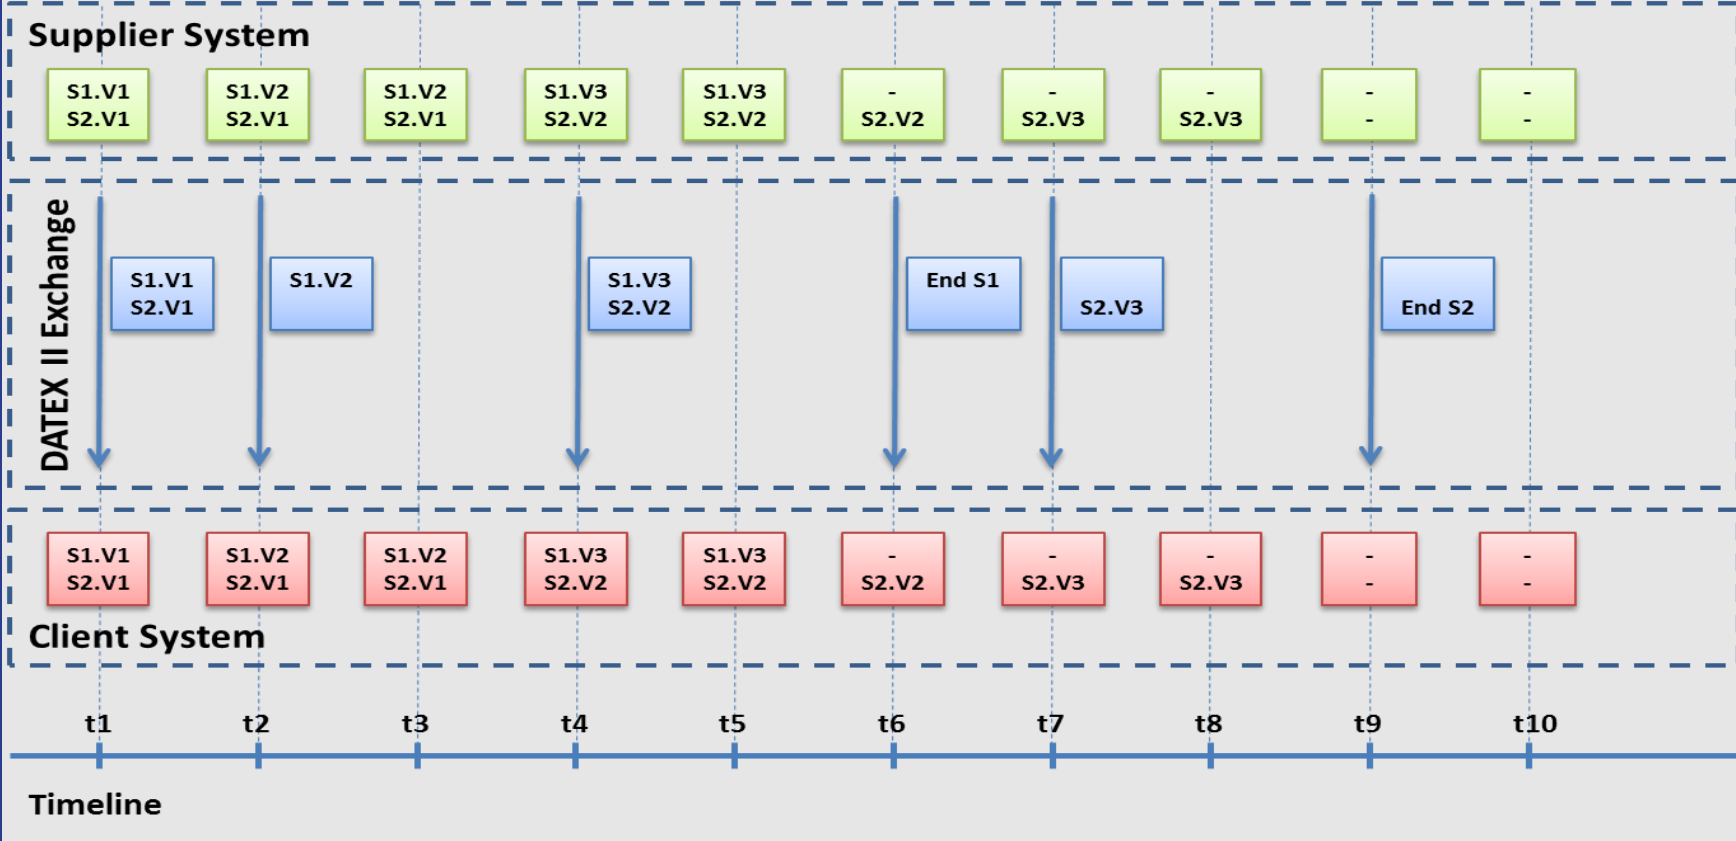 Supplier System
S1.V1
S2.V1
S1.V2
S2.V1
S1.V2
S2.V1
S1.V3
S2.V2
S1.V3
S2.V2
-
S2.V2
-
S2.V3
-
S2.V3
-
-
-
-
DATEX II Exchange
S1.V1
S2.V1
S1.V2
S1.V3
S2.V2
End S1
S2.V3
End S2
S1.V1
S2.V1
S1.V2
S2.V1
S1.V2
S2.V1
S1.V3
S2.V2
S1.V3
S2.V2
-
S2.V2
-
S2.V3
-
S2.V3
-
-
-
-
Client System
t1 t2 t3 t4 t5 t6 t7 t8 t9 t10
Timeline